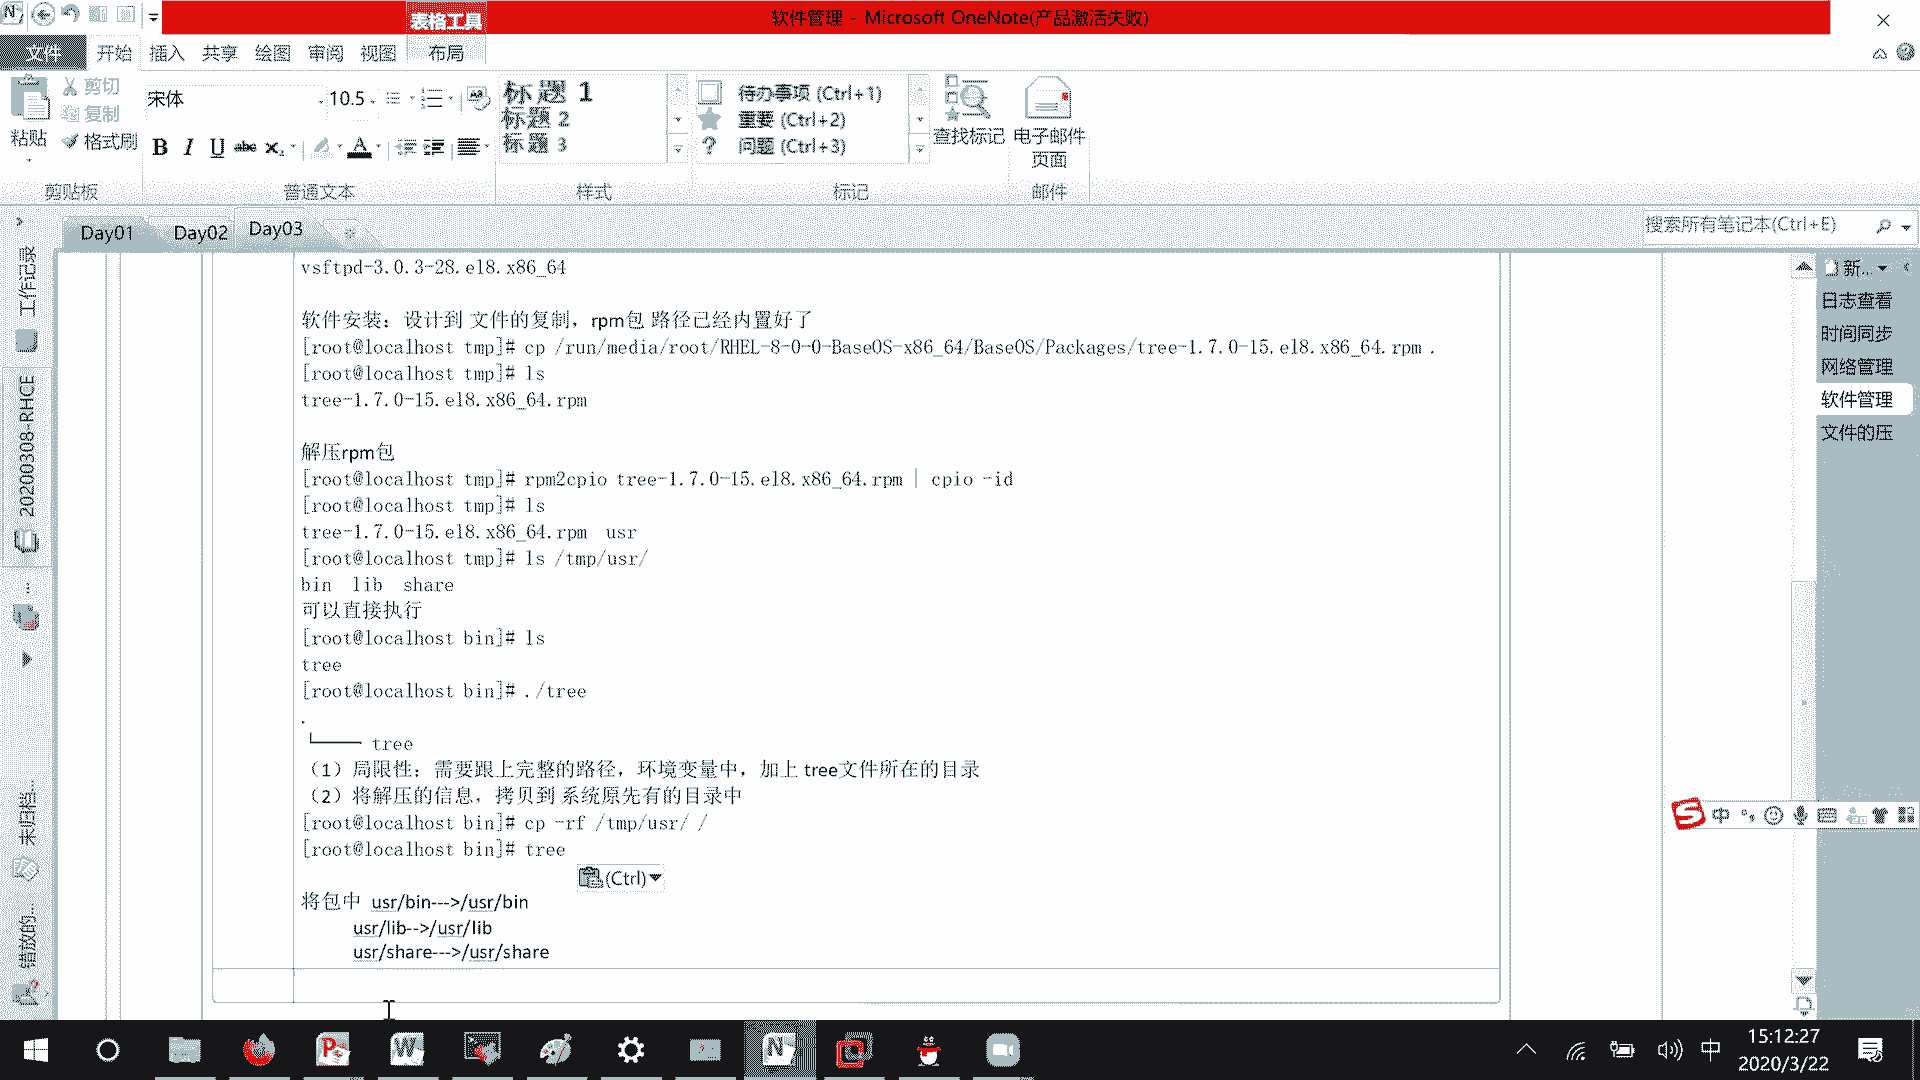 表格工具
软件管理 - Microsoft OneNote(产品激活失败)
文件 开始 插入 共享 绘图 审阅 视图 布局
粘贴
剪切
复制
格式刷
剪贴板
宋体 10.5
B I U abc
普通文本
标题 1
标题 2
标题 3
样式
待办事项 (Ctrl+1)
重要 (Ctrl+2)
问题 (Ctrl+3)
标记
查找标记
电子邮件
页面
邮件
Day01 Day02 Day03
搜索所有笔记本(Ctrl+E)
工作记录
20200308-RHCE
未归档...
错放的...
vsftpd-3.0.3-28.el8.x86_64
软件安装：设计到 文件的复制，rpm包 路径已经内置好了
[root@localhost tmp]# cp /run/media/root/RHEL-8-0-0-BaseOS-x86_64/BaseOS/Packages/tree-1.7.0-15.el8.x86_64.rpm .
[root@localhost tmp]# ls
tree-1.7.0-15.el8.x86_64.rpm
解压rpm包
[root@localhost tmp]# rpm2cpio tree-1.7.0-15.el8.x86_64.rpm | cpio -id
[root@localhost tmp]# ls
tree-1.7.0-15.el8.x86_64.rpm usr
[root@localhost tmp]# ls /tmp/usr/
bin lib share
可以直接执行
[root@localhost bin]# ls
tree
[root@localhost bin]# ./tree
.
└── tree
（1）局限性：需要跟上完整的路径，环境变量中，加上 tree文件所在的目录
（2）将解压的信息，拷贝到 系统原先有的目录中
[root@localhost bin]# cp -rf /tmp/usr/ /
[root@localhost bin]# tree
(Ctrl)
将包中 usr/bin--->/usr/bin
usr/lib-->/usr/lib
usr/share--->/usr/share
新...
日志查看
时间同步
网络管理
软件管理
文件的压
中
中
15:12:27
2020/3/22